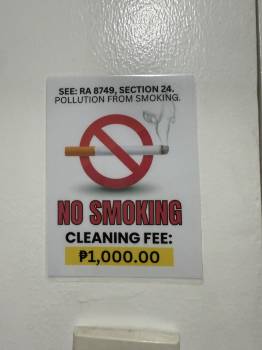 SEE: RA 8749, SECTION 24.
POLLUTION FROM SMOKING.
NO SMOKING
CLEANING FEE:
₱1,000.00